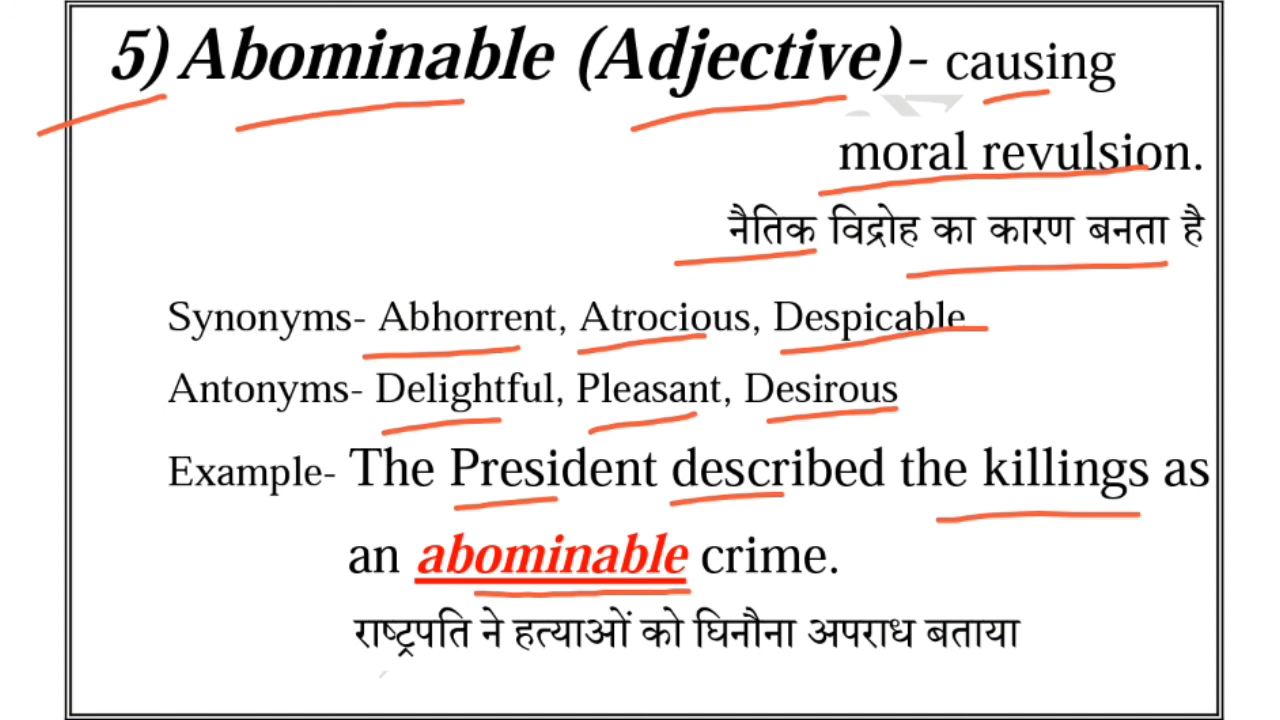 5) Abominable (Adjective)- causing
moral revulsion.
नैतिक विद्रोह का कारण बनता है
Synonyms- Abhorrent, Atrocious, Despicable
Antonyms- Delightful, Pleasant, Desirous
Example- The President described the killings as
an abominable crime.
राष्ट्रपति ने हत्याओं को घिनौना अपराध बताया